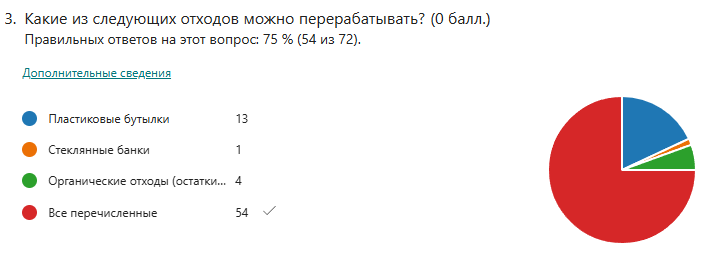 3. Какие из следующих отходов можно перерабатывать? (0 балл.)
Правильных ответов на этот вопрос: 75 % (54 из 72).
Дополнительные сведения
Пластиковые бутылки 13
Стеклянные банки 1
Органические отходы (остатки... 4
Все перечисленные 54